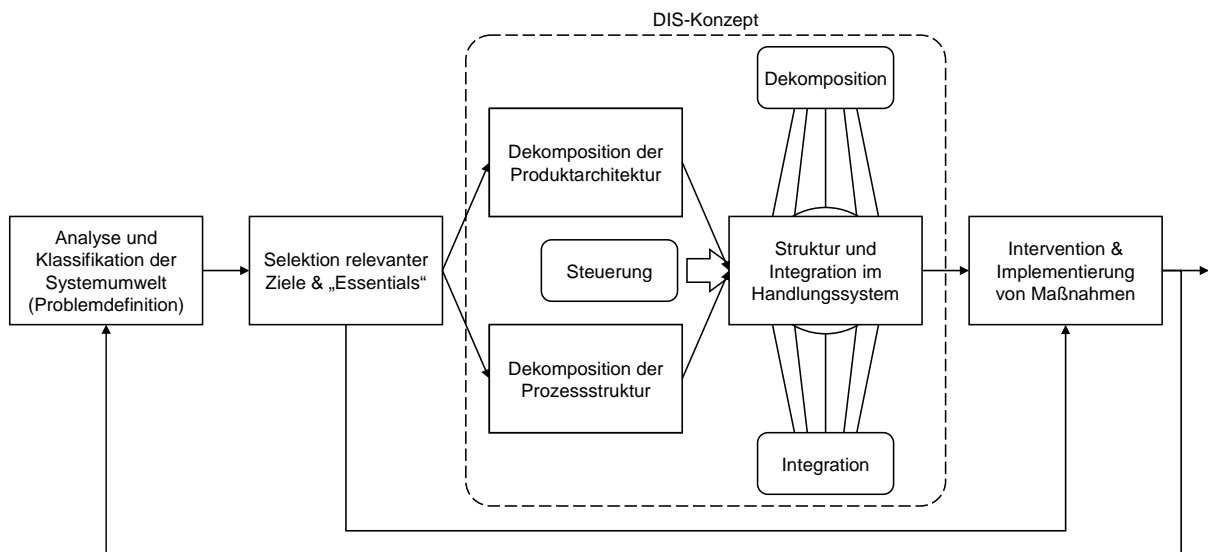 DIS-Konzept
Dekomposition
Dekomposition der
Produktarchitektur
Analyse und
Klassifikation der
Systemumwelt
(Problemdefinition)
Selektion relevanter
Ziele & „Essentials“
Steuerung
Struktur und
Integration im
Handlungssystem
Intervention &
Implementierung
von Maßnahmen
Dekomposition der
Prozessstruktur
Integration